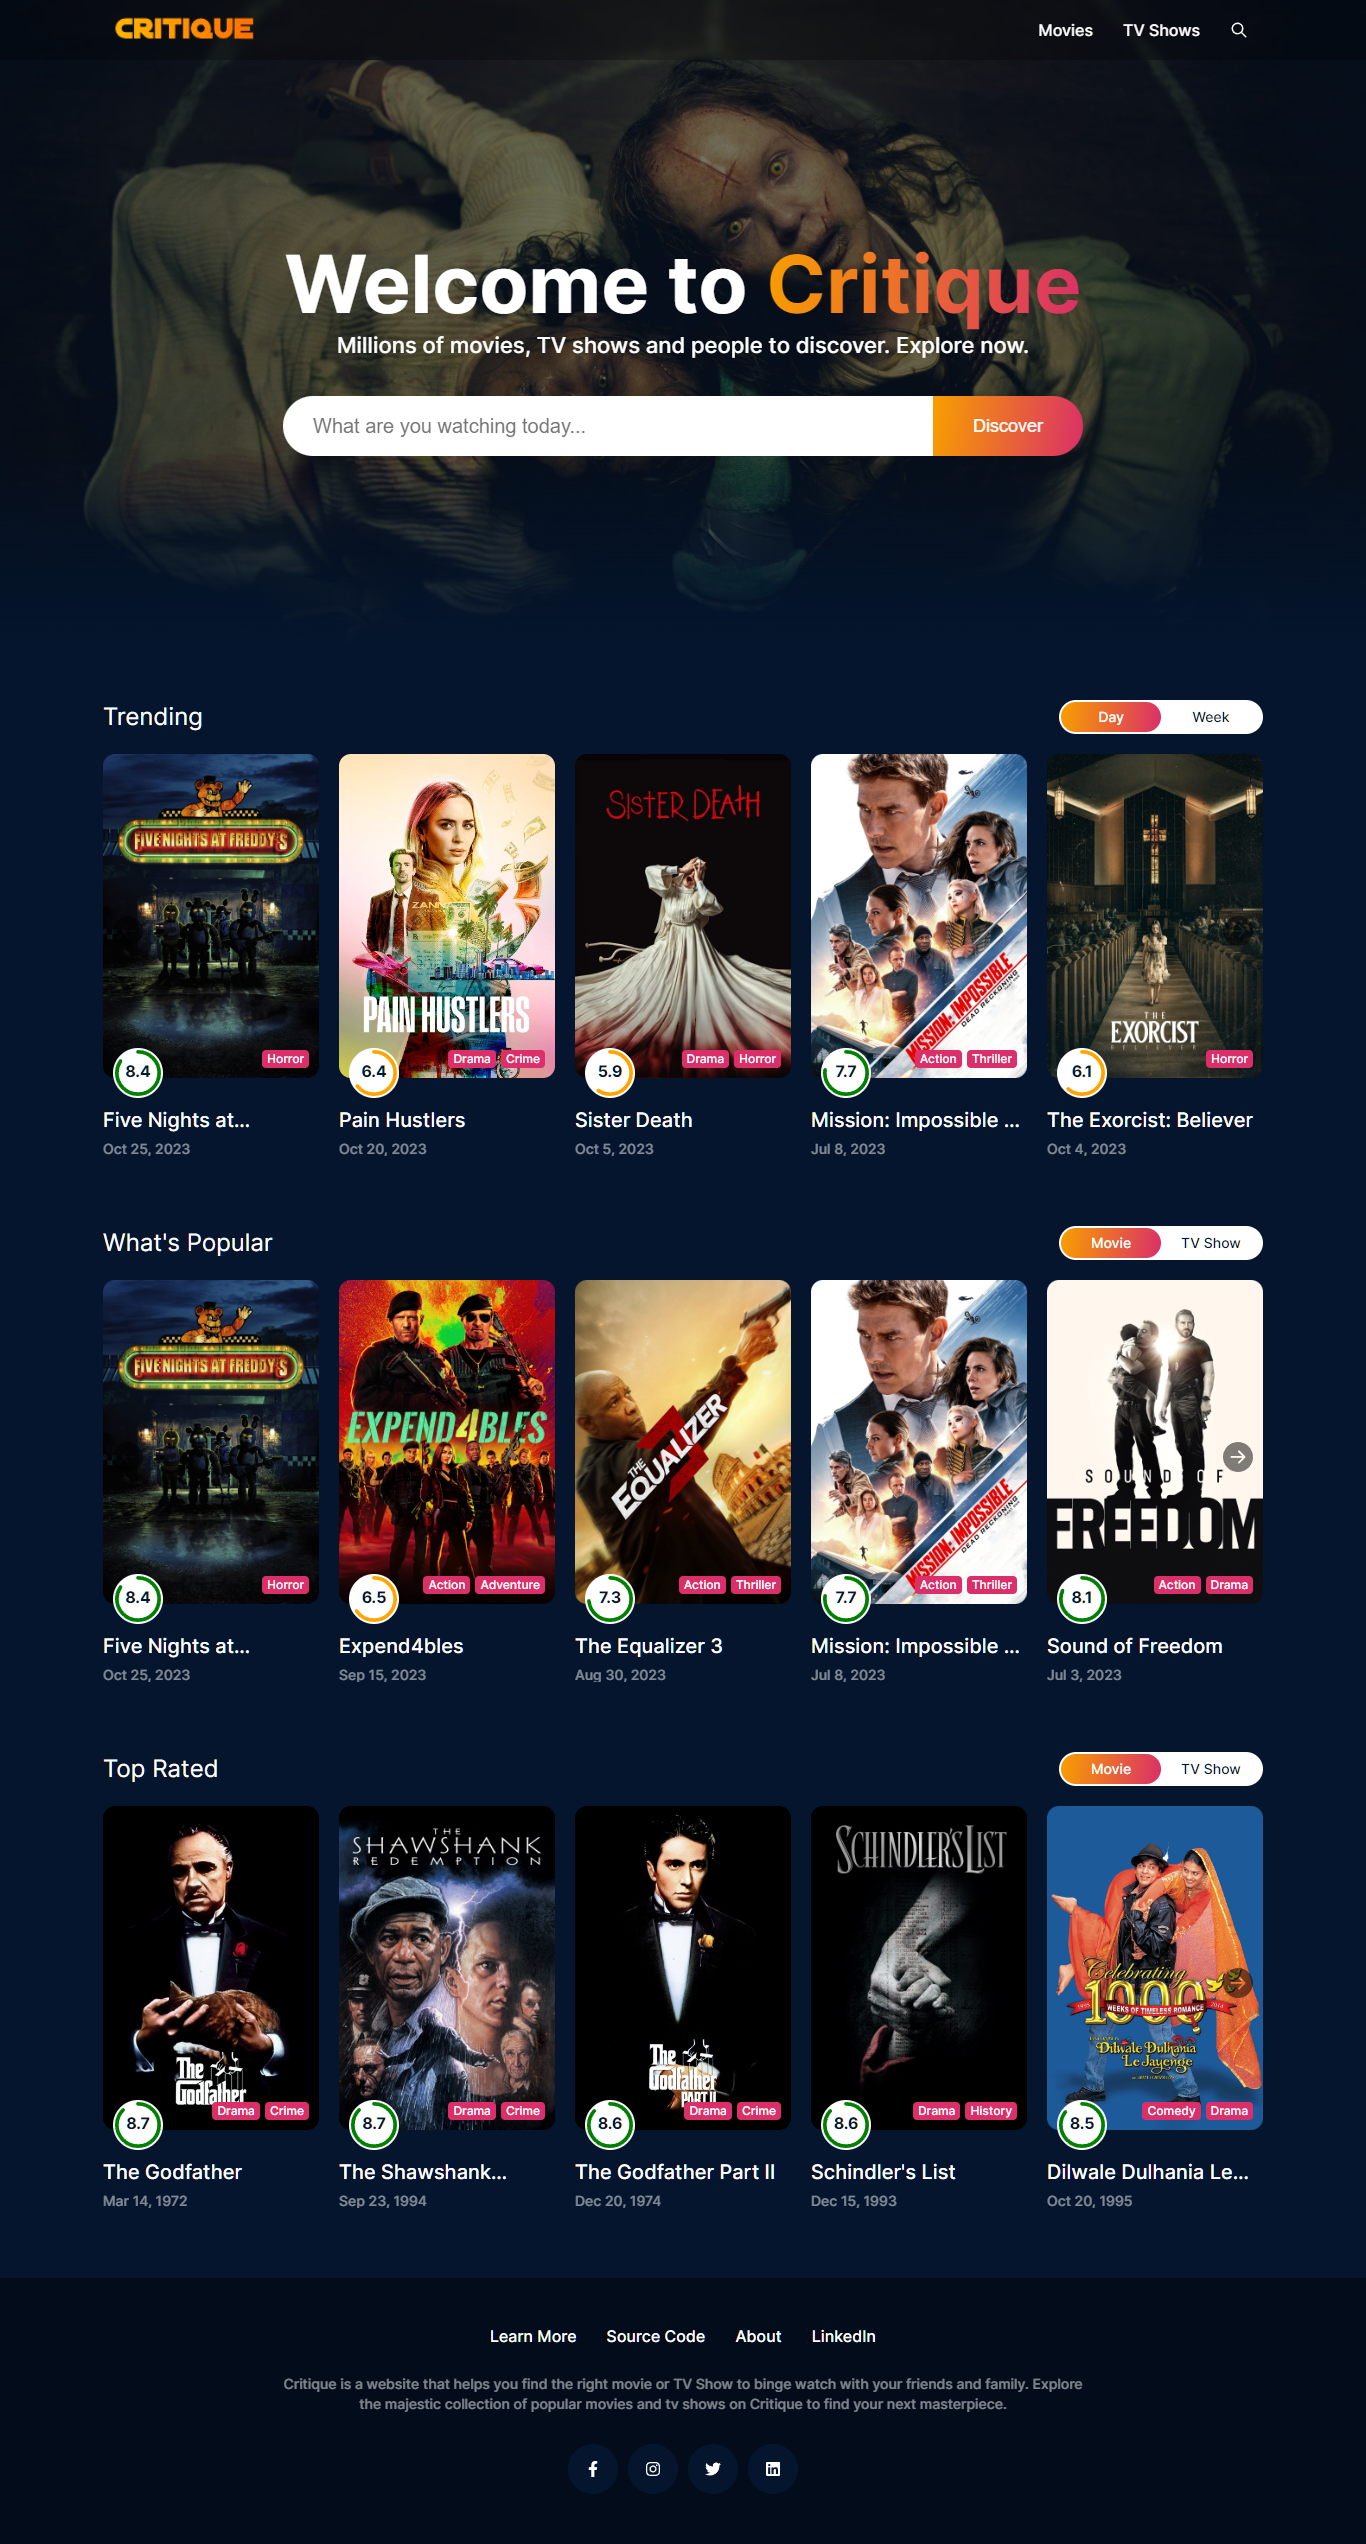 CRITIQUE
Movies
TV Shows
Welcome to Critique
Millions of movies, TV shows and people to discover. Explore now.
What are you watching today...
Discover
Trending
Day
Week
FIVE NIGHTS AT FREDDY'S
ZANNA
PAIN HUSTLERS
SISTER DEATH
MISSION: IMPOSSIBLE
DEAD RECKONING
THE
EXORCIST
BELIEVER
8.4
Horror
6.4
Drama
Crime
5.9
Drama
Horror
7.7
Action
Thriller
6.1
Horror
Five Nights at...
Pain Hustlers
Sister Death
Mission: Impossible ...
The Exorcist: Believer
Oct 25, 2023
Oct 20, 2023
Oct 5, 2023
Jul 8, 2023
Oct 4, 2023
What's Popular
Movie
TV Show
FIVE NIGHTS AT FREDDY'S
EXPEND4BLES
THE
EQUALIZER
3
MISSION: IMPOSSIBLE
DEAD RECKONING
SOUND OF
FREEDOM
8.4
Horror
6.5
Action
Adventure
7.3
Action
Thriller
7.7
Action
Thriller
8.1
Action
Drama
Five Nights at...
Expend4bles
The Equalizer 3
Mission: Impossible ...
Sound of Freedom
Oct 25, 2023
Sep 15, 2023
Aug 30, 2023
Jul 8, 2023
Jul 3, 2023
Top Rated
Movie
TV Show
The
Godfather
THE
SHAWSHANK
REDEMPTION
The
Godfather
PART II
SCHINDLER'S LIST
Celebrating
1000
1995
WEEKS OF TIMELESS ROMANCE
2014
Dilwale Dulhania
Le Jayenge
8.7
Drama
Crime
8.7
Drama
Crime
8.6
Drama
Crime
8.6
Drama
History
8.5
Comedy
Drama
The Godfather
The Shawshank...
The Godfather Part II
Schindler's List
Dilwale Dulhania Le...
Mar 14, 1972
Sep 23, 1994
Dec 20, 1974
Dec 15, 1993
Oct 20, 1995
Learn More
Source Code
About
LinkedIn
Critique is a website that helps you find the right movie or TV Show to binge watch with your friends and family. Explore
the majestic collection of popular movies and tv shows on Critique to find your next masterpiece.